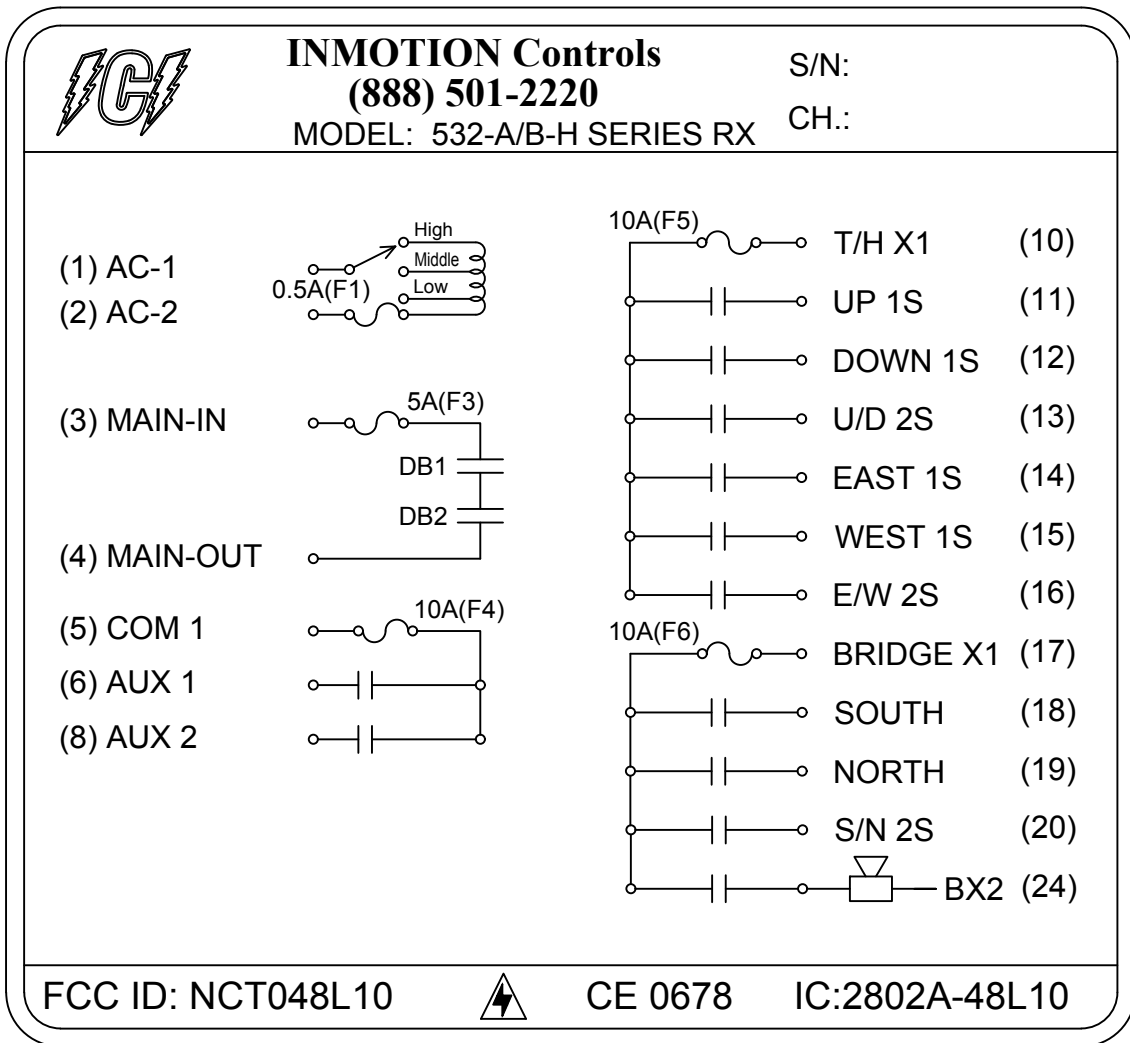 ICI
INMOTION Controls
(888) 501-2220
MODEL: 532-A/B-H SERIES RX
S/N:
CH.:
(1) AC-1
(2) AC-2
0.5A(F1)
High
Middle
Low
(3) MAIN-IN
5A(F3)
DB1
DB2
(4) MAIN-OUT
(5) COM 1
10A(F4)
(6) AUX 1
(8) AUX 2
10A(F5)
T/H X1 (10)
UP 1S (11)
DOWN 1S (12)
U/D 2S (13)
EAST 1S (14)
WEST 1S (15)
E/W 2S (16)
10A(F6)
BRIDGE X1 (17)
SOUTH (18)
NORTH (19)
S/N 2S (20)
BX2 (24)
FCC ID: NCT048L10 CE 0678 IC:2802A-48L10